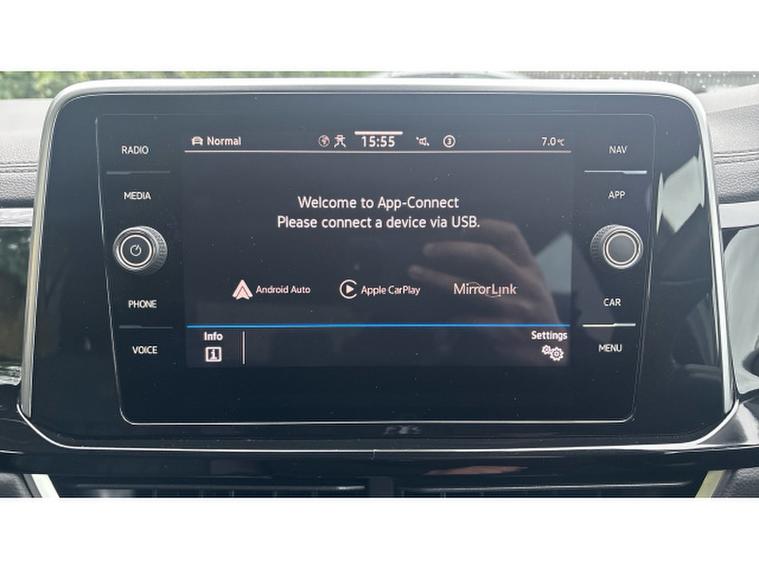 RADIO
MEDIA
PHONE
VOICE
Normal
15:55
3
7.0°C
Welcome to App-Connect
Please connect a device via USB.
Android Auto
Apple CarPlay
MirrorLink
Info
Settings
NAV
APP
CAR
MENU